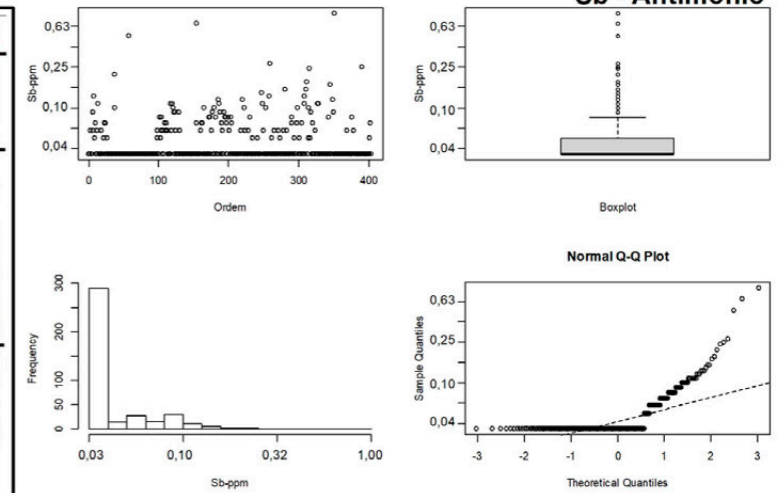 0,63
0,25
0,10
0,04
Sb-ppm
0 100 200 300 400
Ordem
0,63
0,25
0,10
0,04
Sb-ppm
Boxplot
300
100
50
0
Frequency
0,03 0,10 0,32 1,00
Sb-ppm
Normal Q-Q Plot
0,63
0,25
0,10
0,04
Sample Quantiles
-3 -2 -1 0 1 2 3
Theoretical Quantiles